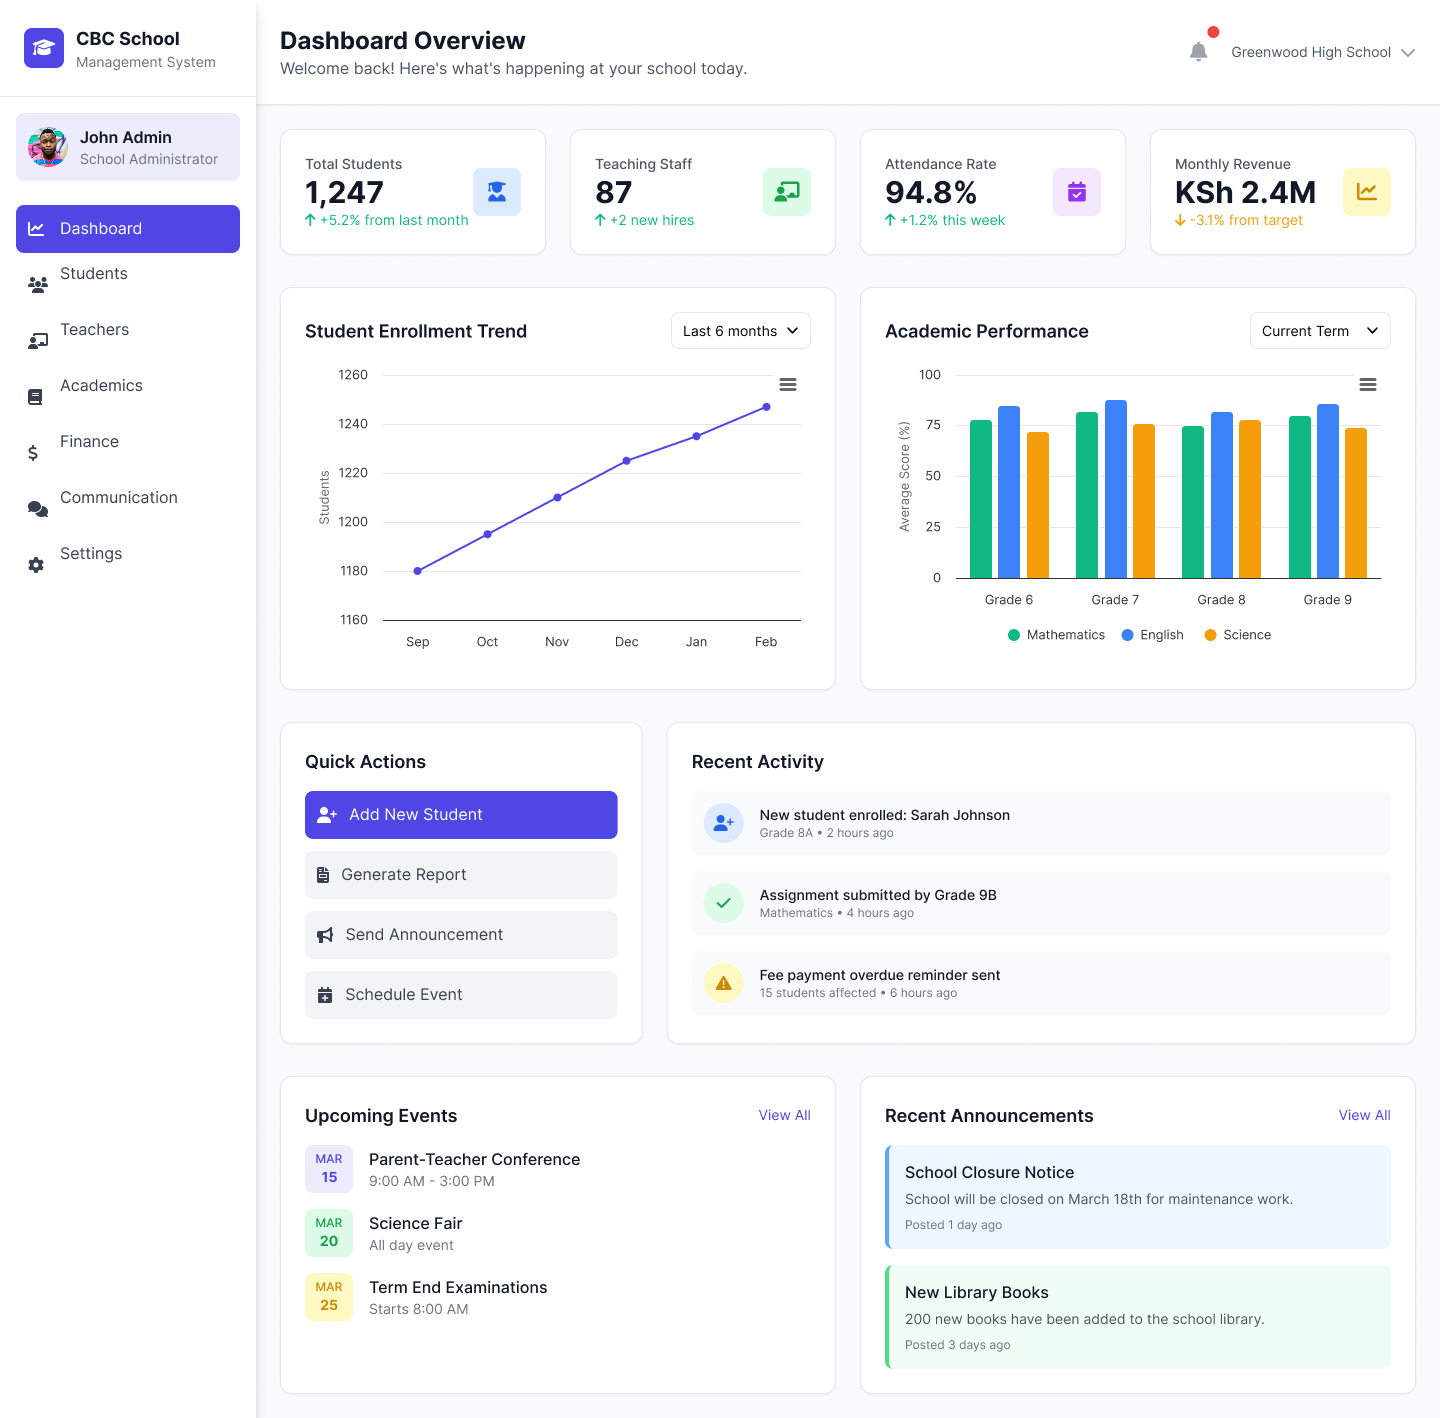 CBC School
Management System
John Admin
School Administrator
Dashboard
Students
Teachers
Academics
Finance
Communication
Settings
Dashboard Overview
Welcome back! Here's what's happening at your school today.
Greenwood High School
Total Students
1,247
+5.2% from last month
Teaching Staff
87
+2 new hires
Attendance Rate
94.8%
+1.2% this week
Monthly Revenue
KSh 2.4M
-3.1% from target
Student Enrollment Trend
Last 6 months
Students
1260
1240
1220
1200
1180
1160
Sep Oct Nov Dec Jan Feb
Academic Performance
Current Term
Average Score (%)
100
75
50
25
0
Grade 6 Grade 7 Grade 8 Grade 9
Mathematics English Science
Quick Actions
Add New Student
Generate Report
Send Announcement
Schedule Event
Recent Activity
New student enrolled: Sarah Johnson
Grade 8A • 2 hours ago
Assignment submitted by Grade 9B
Mathematics • 4 hours ago
Fee payment overdue reminder sent
15 students affected • 6 hours ago
Upcoming Events
View All
MAR
15
Parent-Teacher Conference
9:00 AM - 3:00 PM
MAR
20
Science Fair
All day event
MAR
25
Term End Examinations
Starts 8:00 AM
Recent Announcements
View All
School Closure Notice
School will be closed on March 18th for maintenance work.
Posted 1 day ago
New Library Books
200 new books have been added to the school library.
Posted 3 days ago